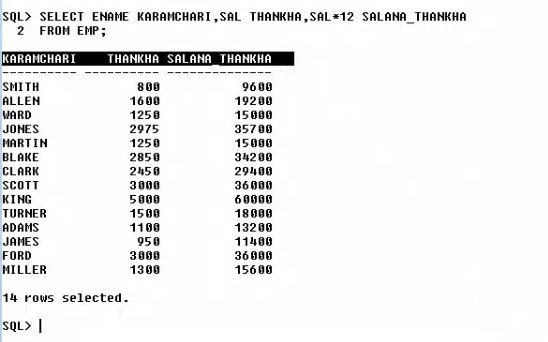 SQL> SELECT ENAME KARAMCHARI,SAL THANKHA,SAL*12 SALANA_THANKHA
2 FROM EMP;
KARAMCHARI THANKHA SALANA_THANKHA
---------- ---------- --------------
SMITH 800 9600
ALLEN 1600 19200
WARD 1250 15000
JONES 2975 35700
MARTIN 1250 15000
BLAKE 2850 34200
CLARK 2450 29400
SCOTT 3000 36000
KING 5000 60000
TURNER 1500 18000
ADAMS 1100 13200
JAMES 950 11400
FORD 3000 36000
MILLER 1300 15600
14 rows selected.
SQL>